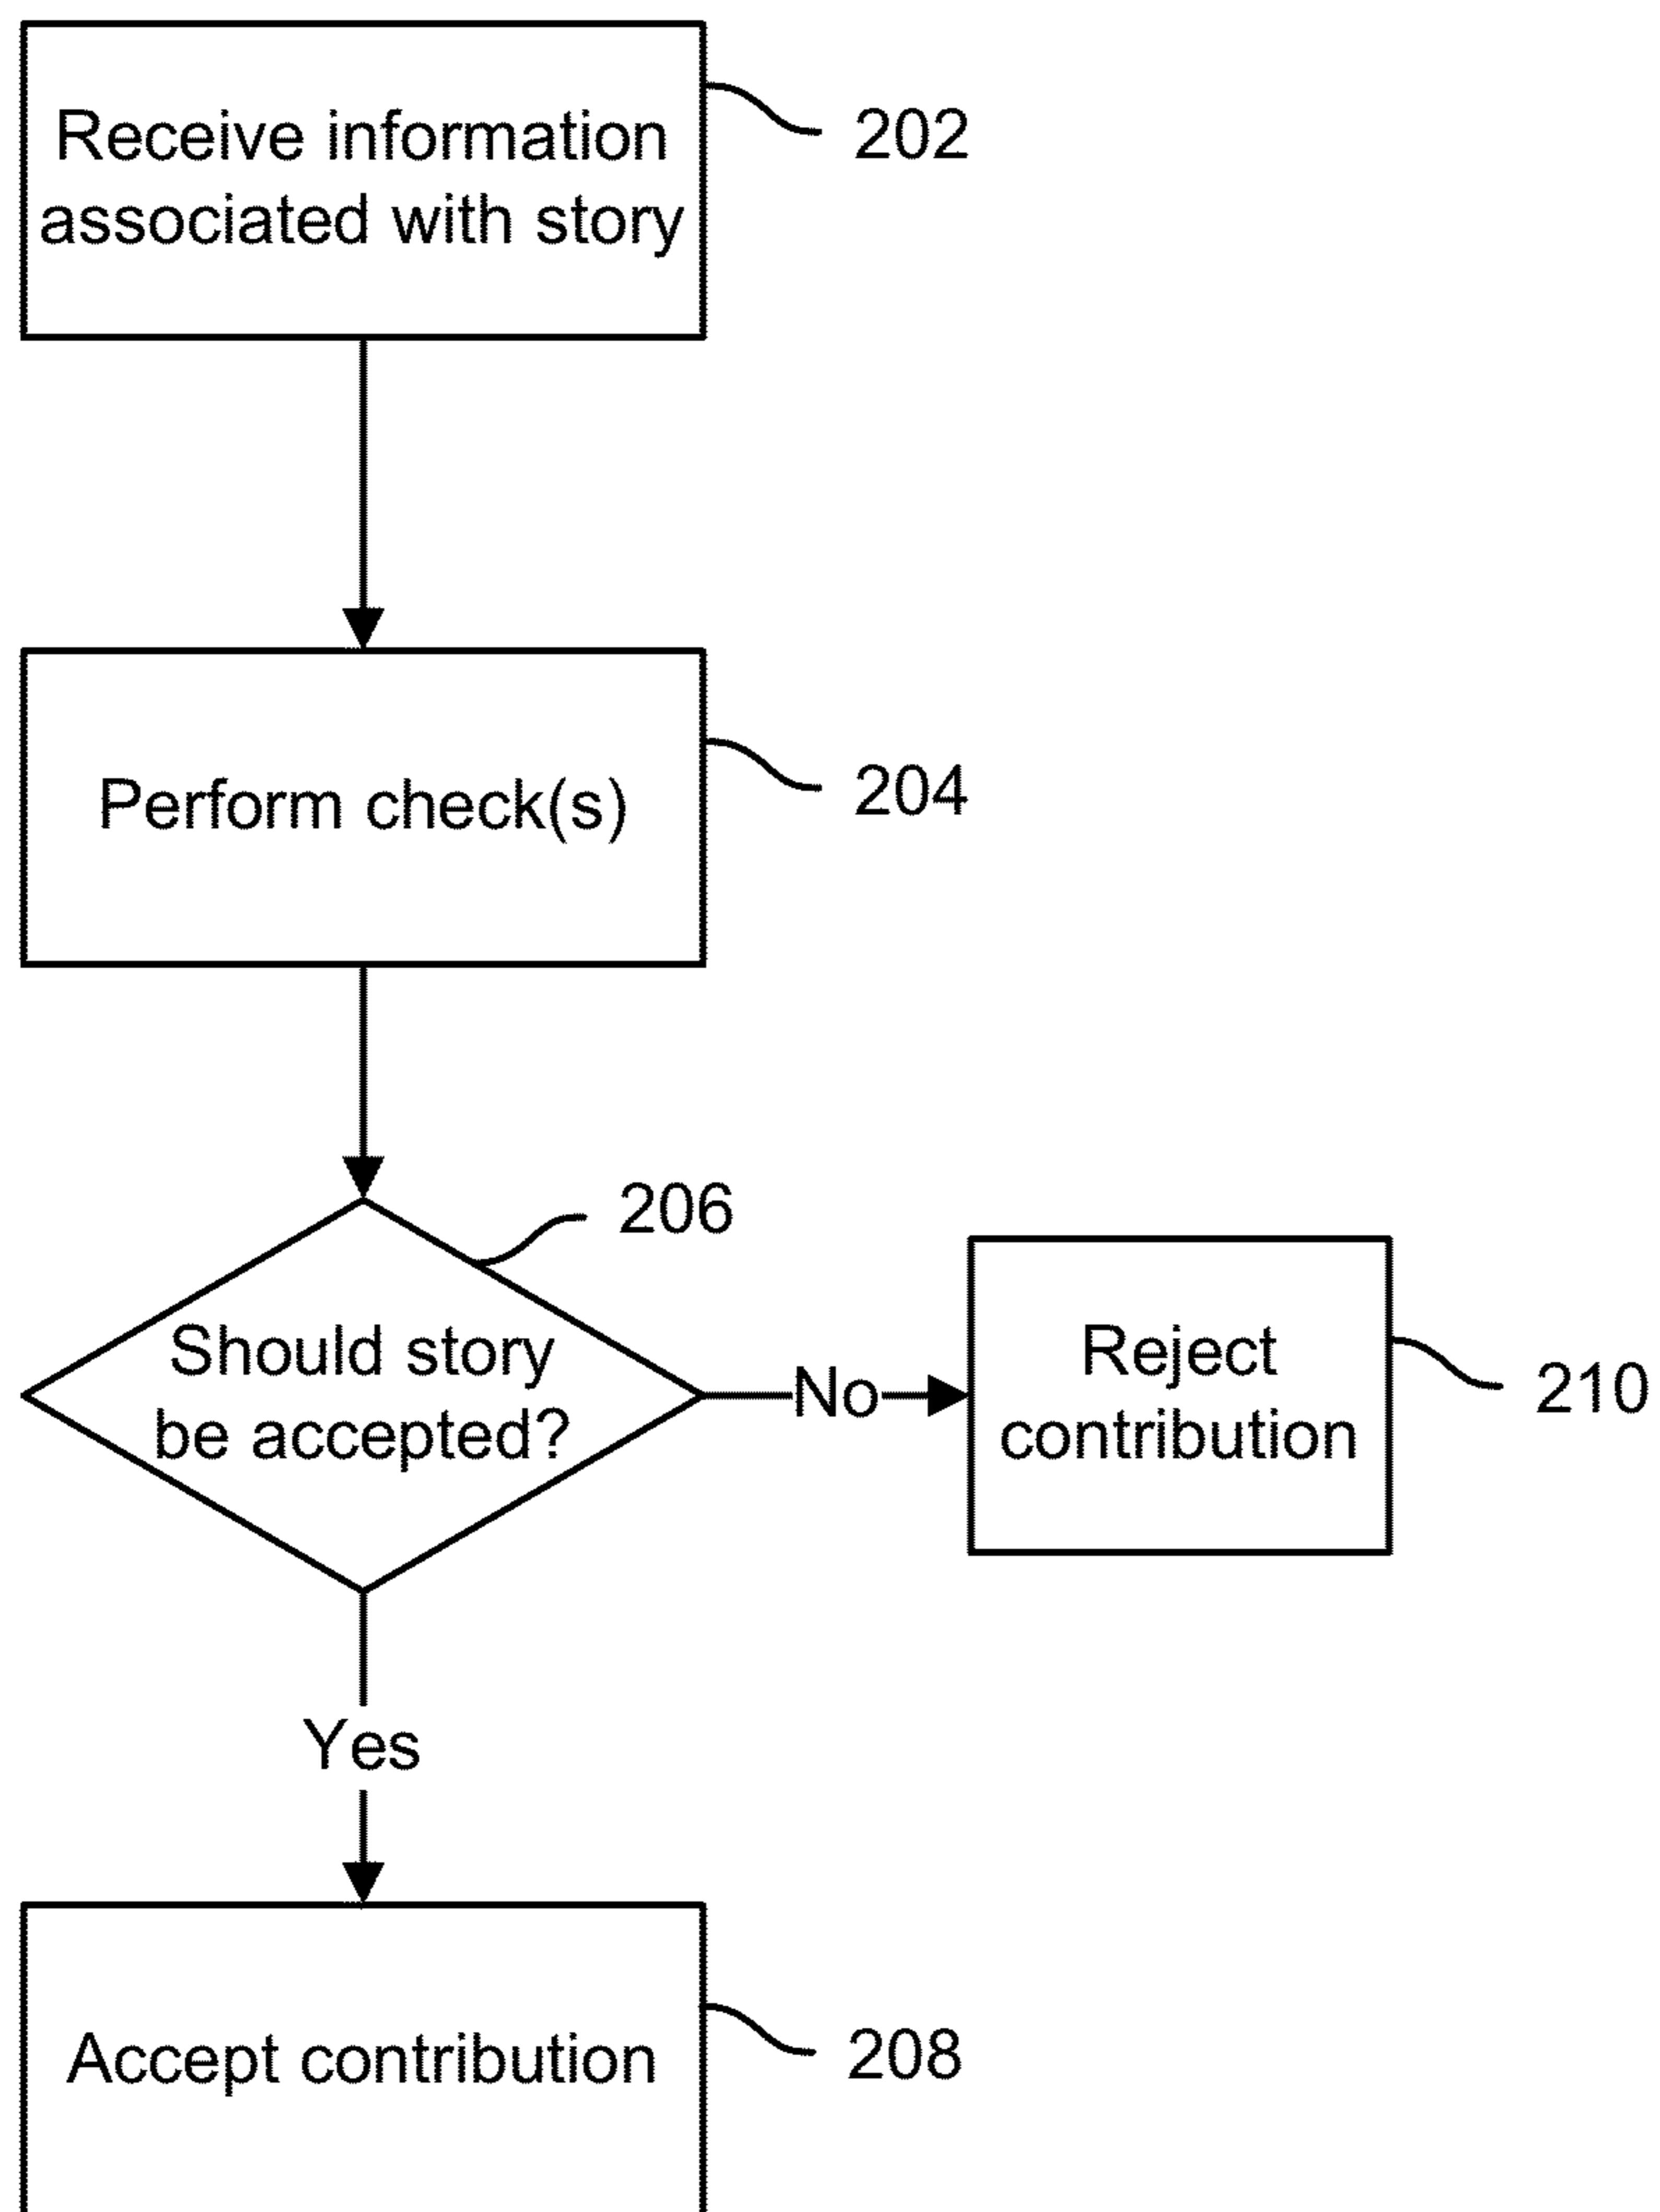 Receive information
associated with story
202
Perform check(s)
204
206
Should story
be accepted?
No
Reject
contribution
210
Yes
Accept contribution
208